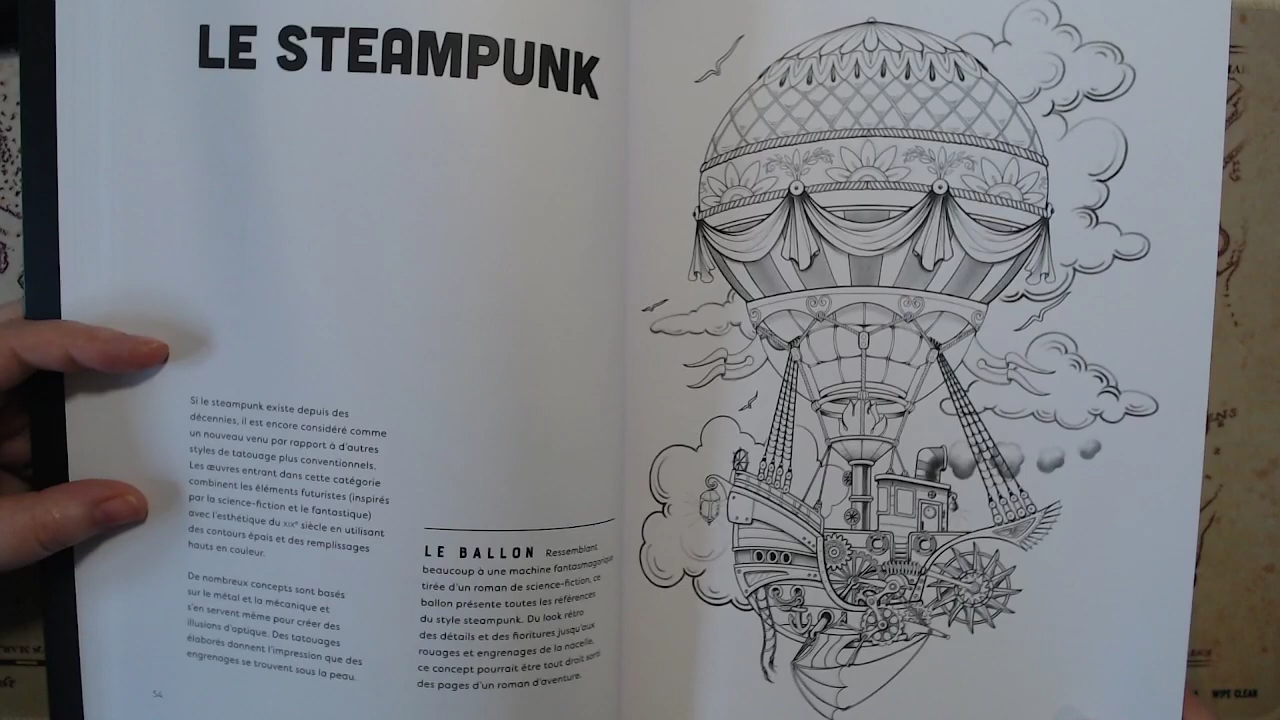 LE STEAMPUNK
Si le steampunk existe depuis des
décennies, il est encore considéré comme
un nouveau venu par rapport à d'autres
styles de tatouage plus conventionnels.
Les œuvres entrant dans cette catégorie
combinent les éléments futuristes (inspirés
par la science-fiction et le fantastique)
avec l'esthétique du XIXe siècle en utilisant
des contours épais et des remplissages
hauts en couleur.
De nombreux concepts sont basés
sur le métal et la mécanique et
s'en servent même pour créer des
illusions d'optique. Des tatouages
élaborés donnent l'impression que des
engrenages se trouvent sous la peau.
54
LE BALLON Ressemblant
beaucoup à une machine fantasmagorique
tirée d'un roman de science-fiction, ce
ballon présente toutes les références
du style steampunk. Du look rétro
des détails et des fioritures jusqu'aux
rouages et engrenages de la nacelle,
ce concept pourrait être tout droit sorti
des pages d'un roman d'aventure.
WIPE CLEAN